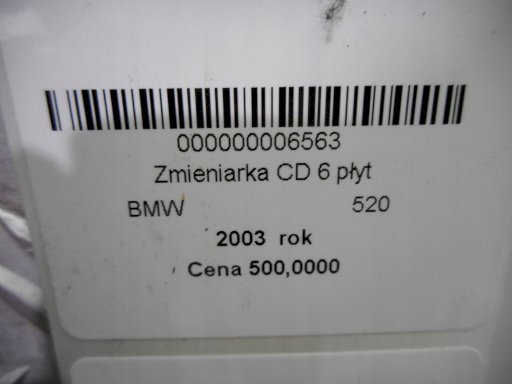 000000006563
Zmieniarka CD 6 płyt
BMW 520
2003 rok
Cena 500,0000